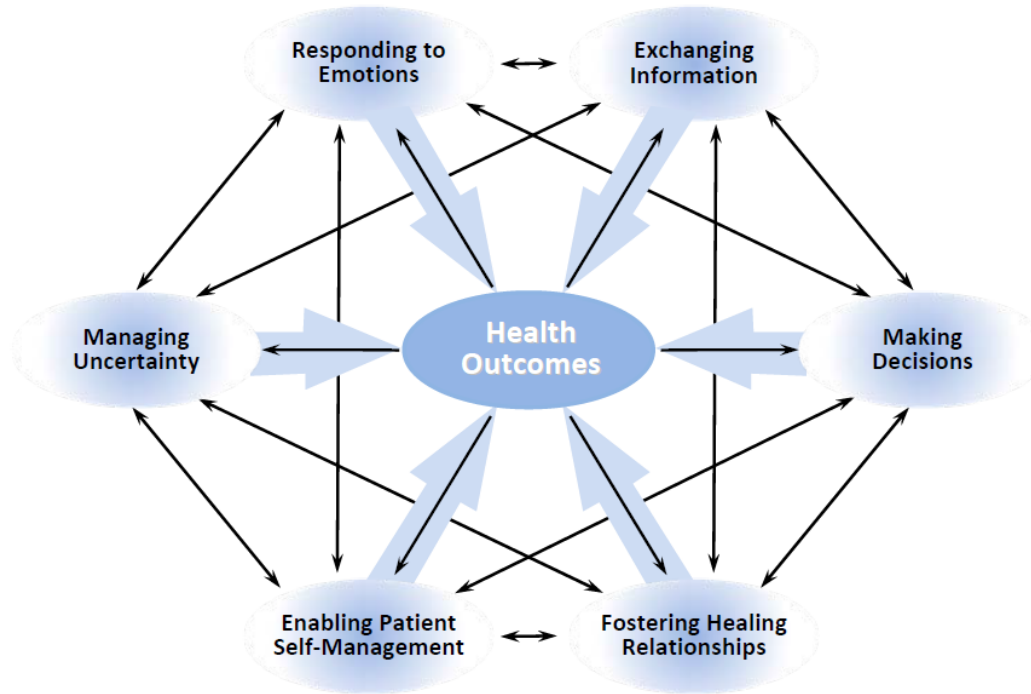 Responding to
Emotions
Exchanging
Information
Managing
Uncertainty
Health
Outcomes
Making
Decisions
Enabling Patient
Self-Management
Fostering Healing
Relationships